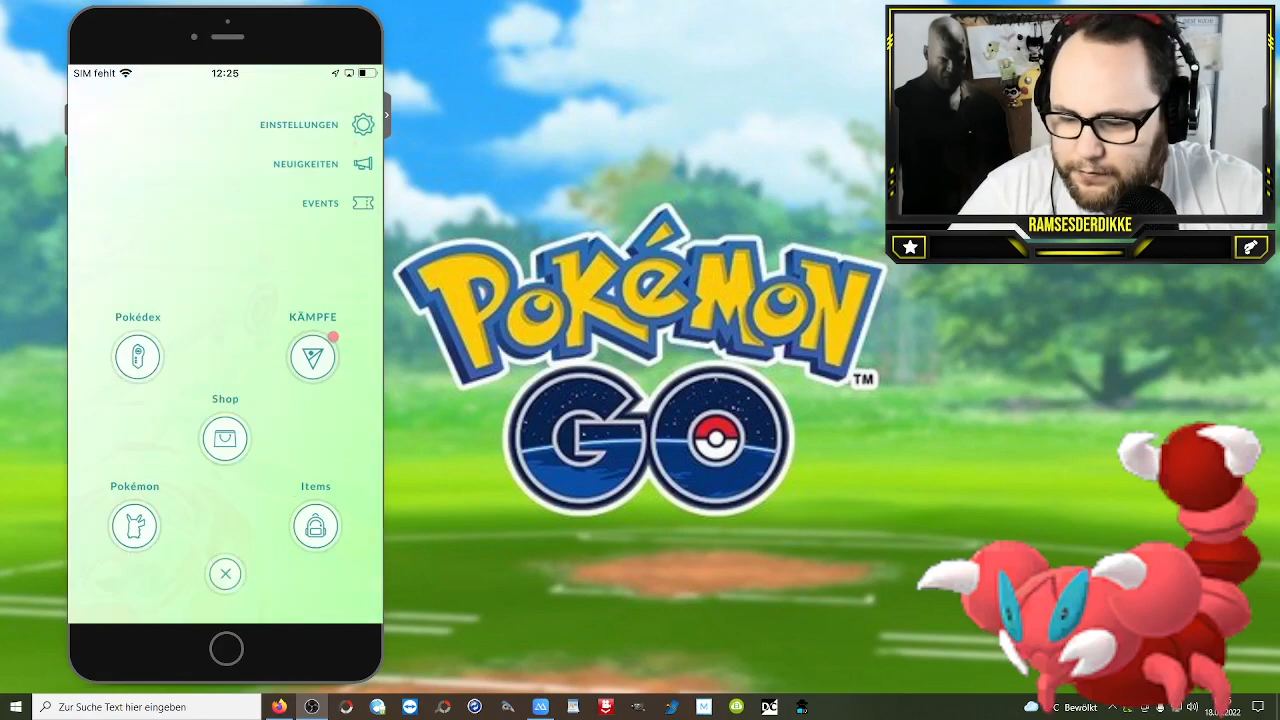 SIM fehlt
12:25
EINSTELLUNGEN
NEUIGKEITEN
EVENTS
Pokédex
KÄMPFE
Shop
Pokémon
Items
POKÉMON
TM
GO
RAMSESDERDIKKE
Zur Suche Text hier eingeben
DC
M
C Bewölkt